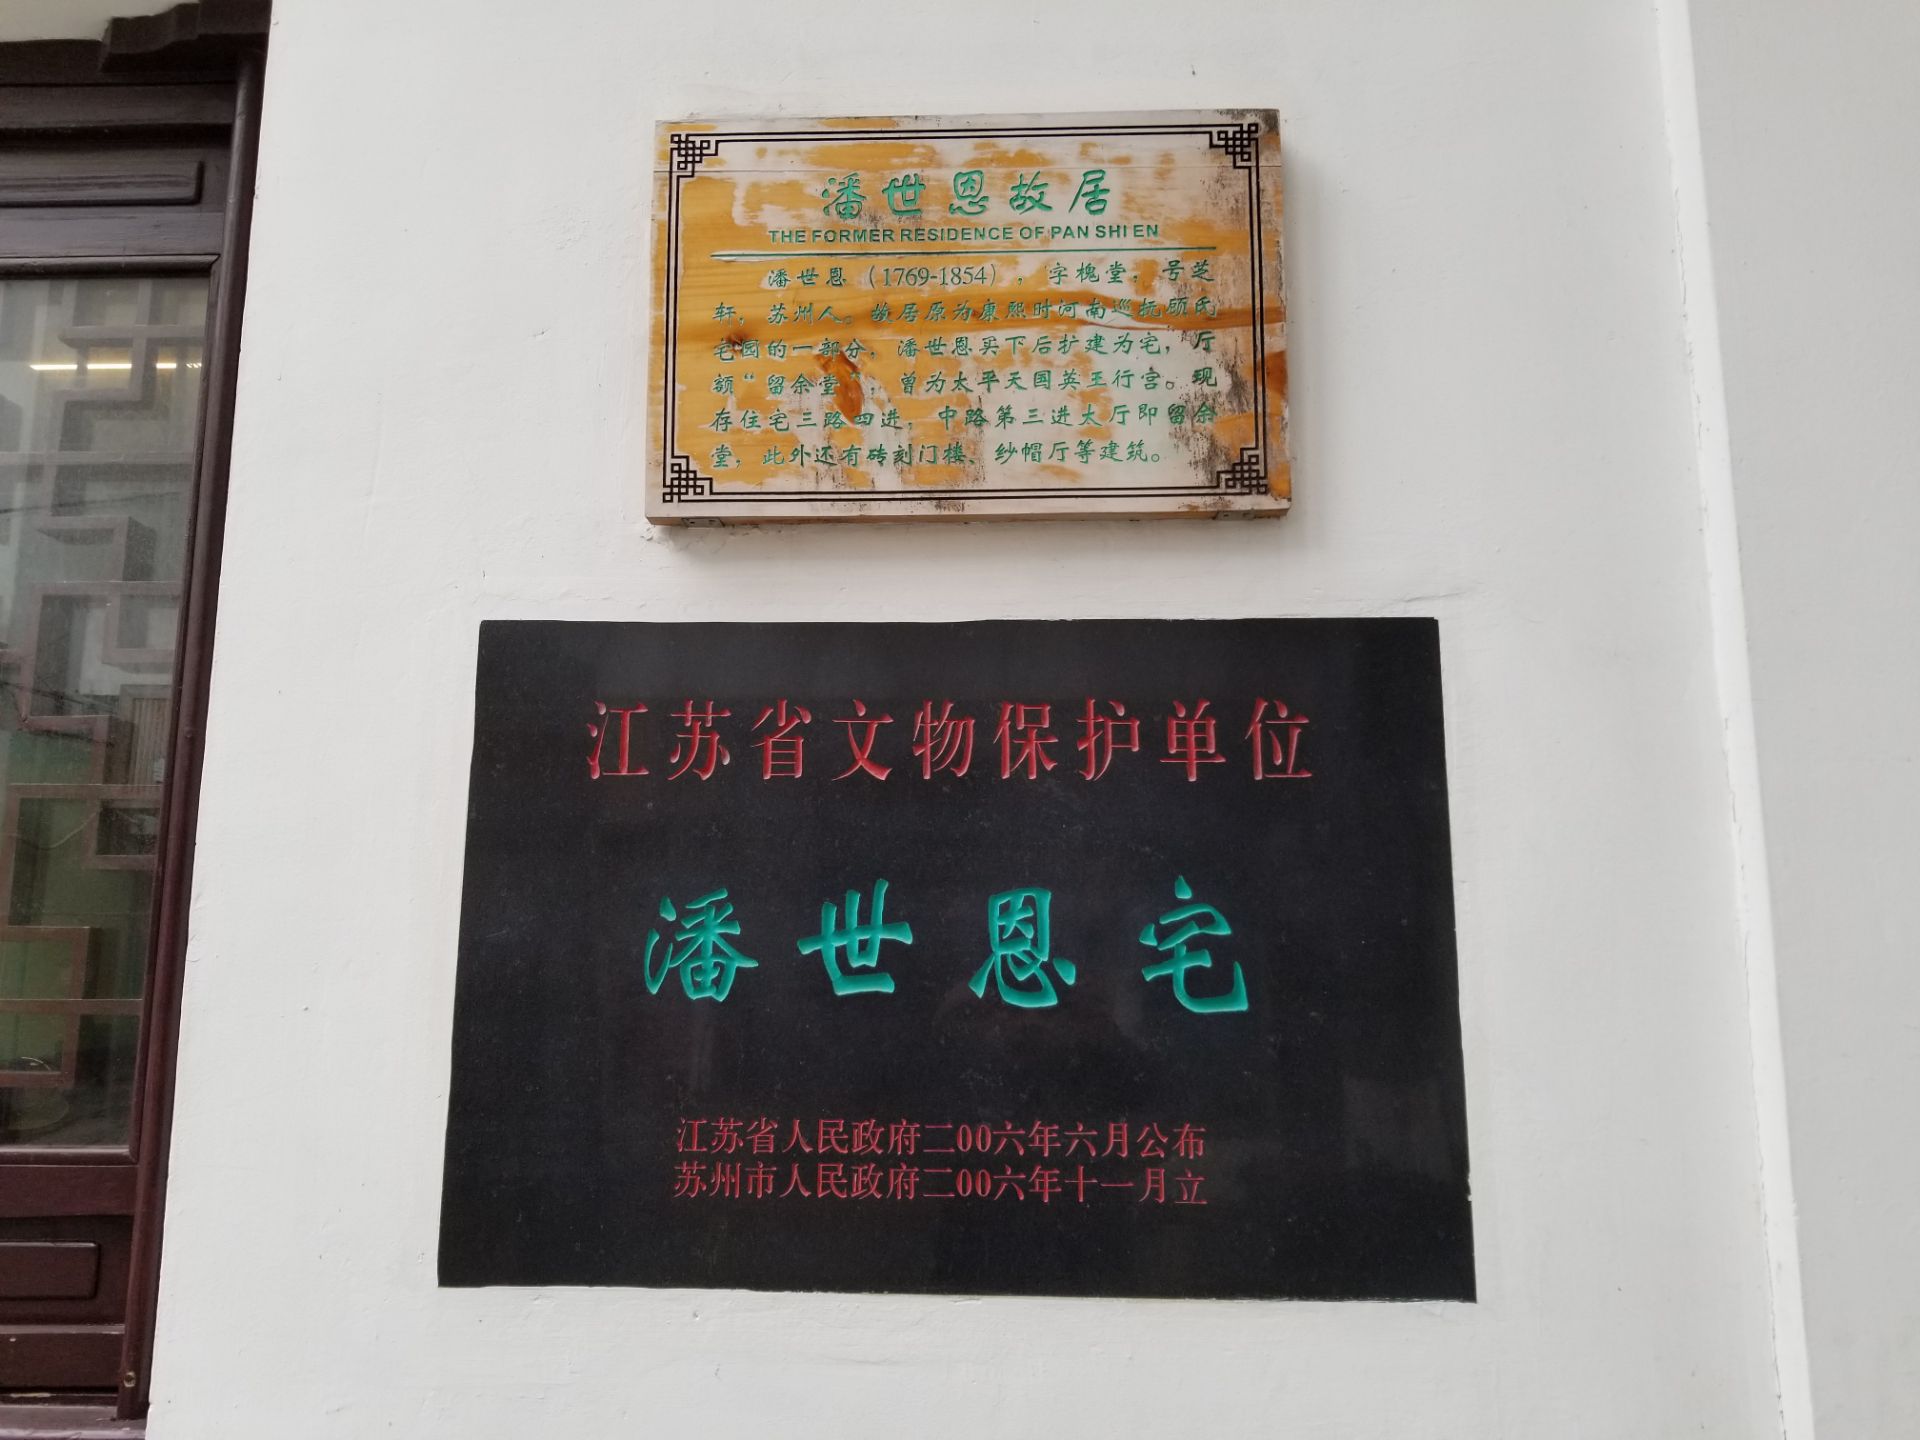 潘世恩故居
THE FORMER RESIDENCE OF PAN SHI EN
潘世恩（1769-1854），字槐堂，号芝
轩，苏州人。故居原为康熙时河南巡抚顾氏
宅园的一部分，潘世恩买下后扩建为宅，厅
额“留余堂”，曾为太平天国英王行宫。现
存住宅三路四进，中路第三进大厅即留余
堂，此外还有砖刻门楼、纱帽厅等建筑。
江苏省文物保护单位
潘世恩宅
江苏省人民政府二00六年六月公布
苏州市人民政府二00六年十一月立